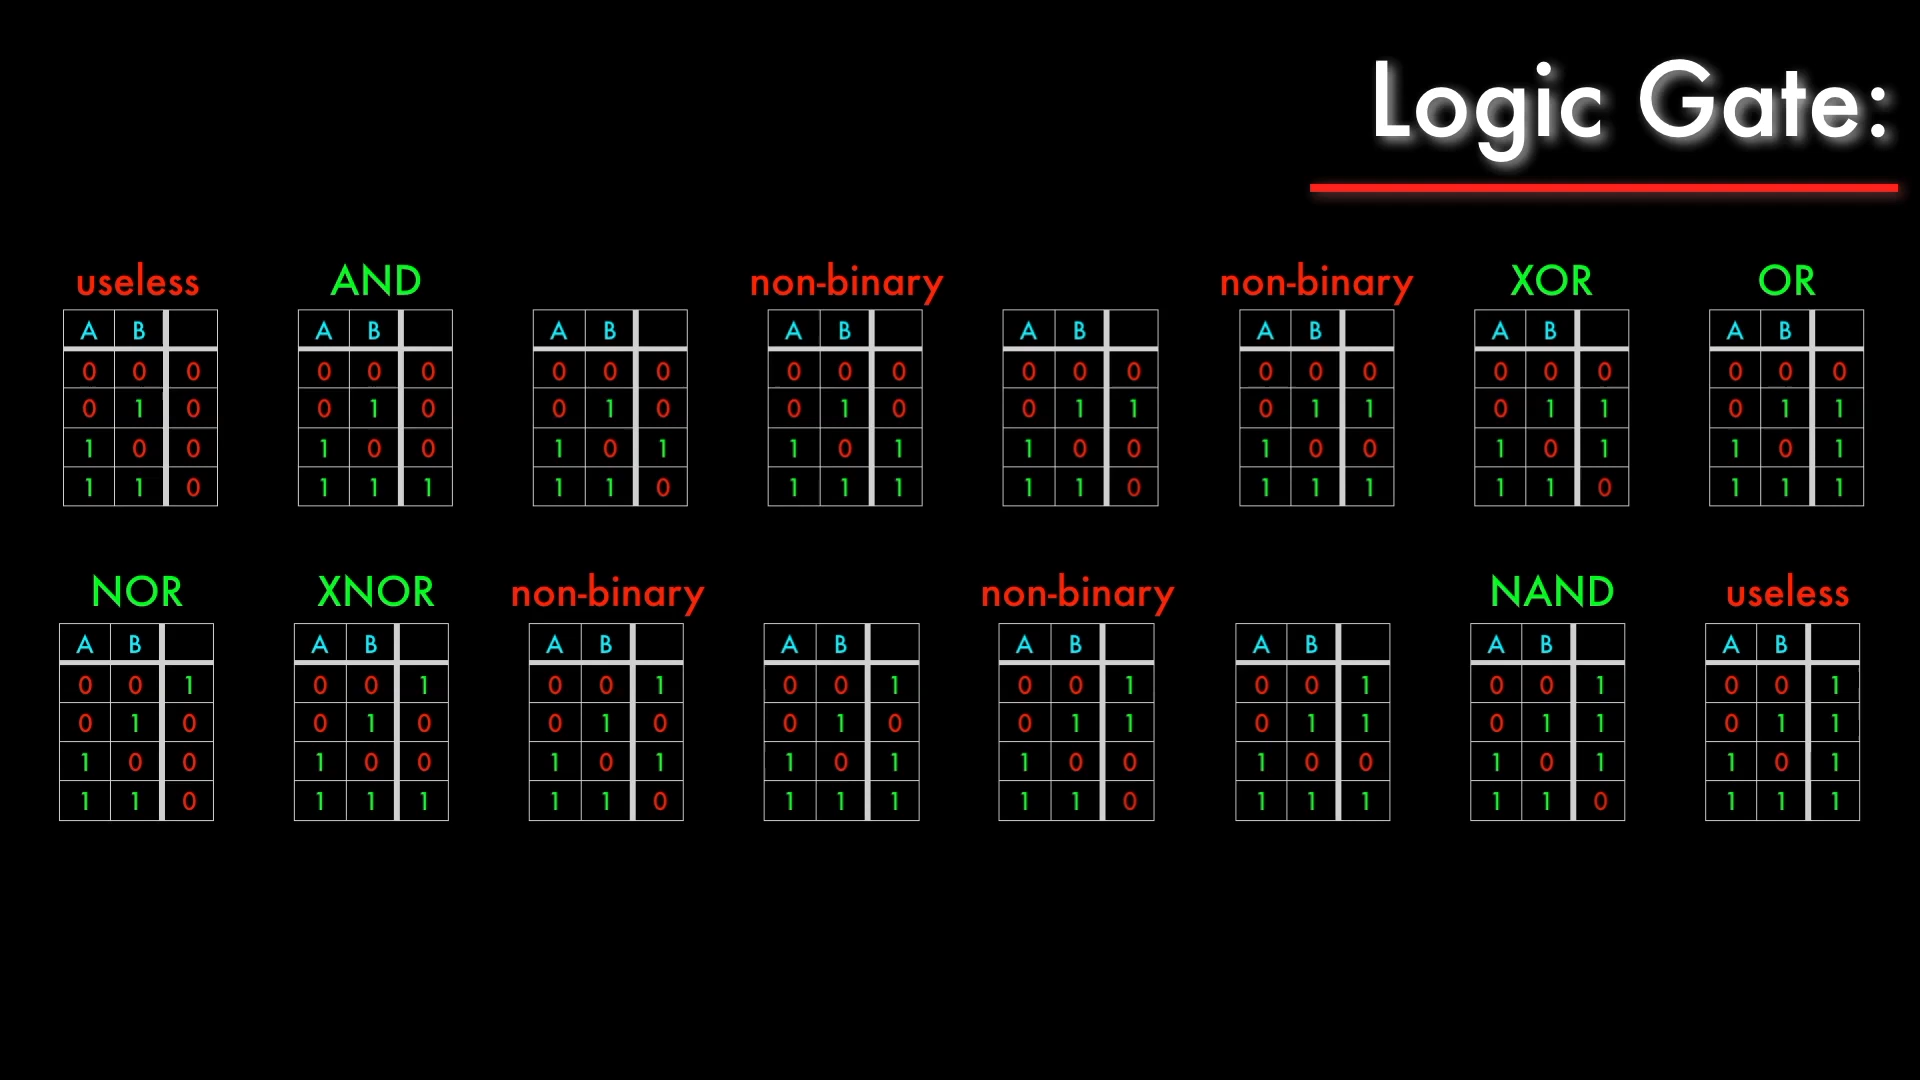 Logic Gate:
useless AND non-binary non-binary XOR OR
A B A B A B A B A B A B A B A B
0 0 0 0 0 0 0 0 0 0 0 0 0 0 0 0 0 0 0 0 0 0 0 0
0 1 0 0 1 0 0 1 0 0 1 0 0 1 1 0 1 1 0 1 1 0 1 1
1 0 0 1 0 0 1 0 1 1 0 1 1 0 0 1 0 0 1 0 1 1 0 1
1 1 0 1 1 1 1 1 0 1 1 1 1 1 0 1 1 1 1 1 0 1 1 1
NOR XNOR non-binary non-binary NAND useless
A B A B A B A B A B A B A B A B
0 0 1 0 0 1 0 0 1 0 0 1 0 0 1 0 0 1 0 0 1 0 0 1
0 1 0 0 1 0 0 1 0 0 1 0 0 1 1 0 1 1 0 1 1 0 1 1
1 0 0 1 0 0 1 0 1 1 0 1 1 0 0 1 0 0 1 0 1 1 0 1
1 1 0 1 1 1 1 1 0 1 1 1 1 1 0 1 1 1 1 1 0 1 1 1